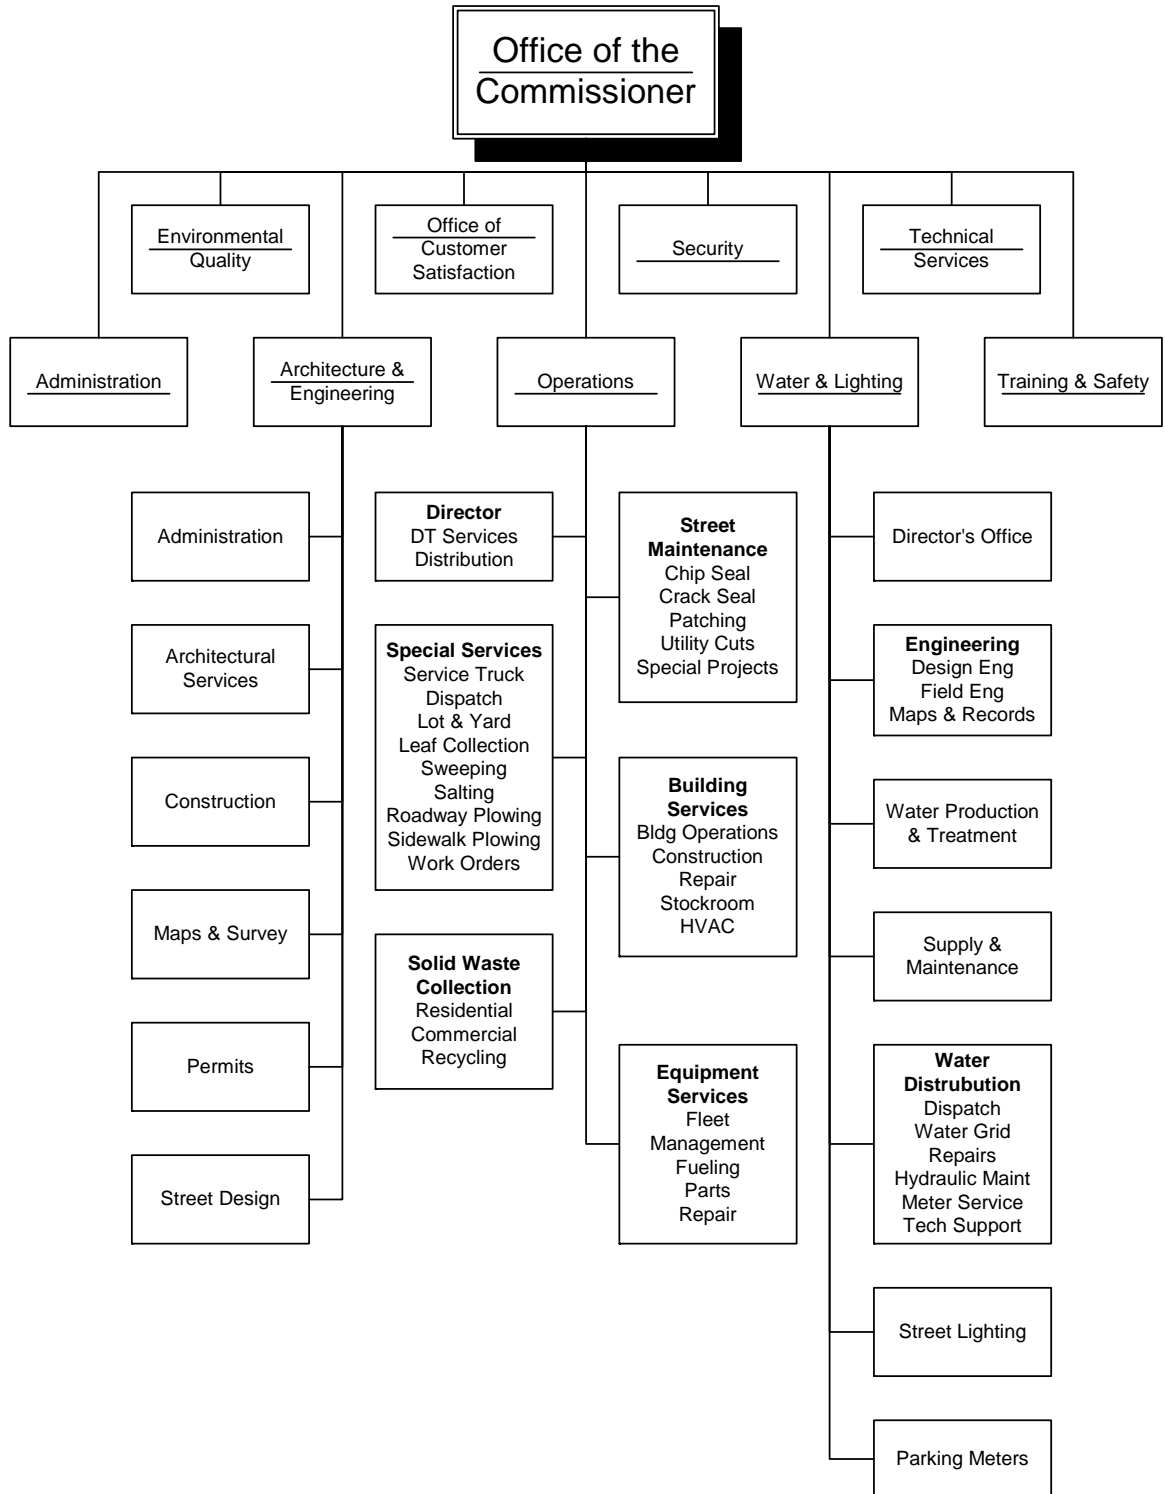 Office of the
Commissioner
Environmental
Quality
Office of
Customer
Satisfaction
Security
Technical
Services
Administration
Architecture &
Engineering
Operations
Water & Lighting
Training & Safety
Administration
Architectural
Services
Construction
Maps & Survey
Permits
Street Design
Director
DT Services
Distribution
Special Services
Service Truck
Dispatch
Lot & Yard
Leaf Collection
Sweeping
Salting
Roadway Plowing
Sidewalk Plowing
Work Orders
Solid Waste
Collection
Residential
Commercial
Recycling
Street
Maintenance
Chip Seal
Crack Seal
Patching
Utility Cuts
Special Projects
Building
Services
Bldg Operations
Construction
Repair
Stockroom
HVAC
Equipment
Services
Fleet
Management
Fueling
Parts
Repair
Director's Office
Engineering
Design Eng
Field Eng
Maps & Records
Water Production
& Treatment
Supply &
Maintenance
Water
Distrubution
Dispatch
Water Grid
Repairs
Hydraulic Maint
Meter Service
Tech Support
Street Lighting
Parking Meters